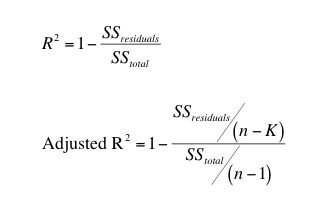 R² = 1 − SS_residuals / SS_total
Adjusted R² = 1 − (SS_residuals / (n − K)) / (SS_total / (n − 1))